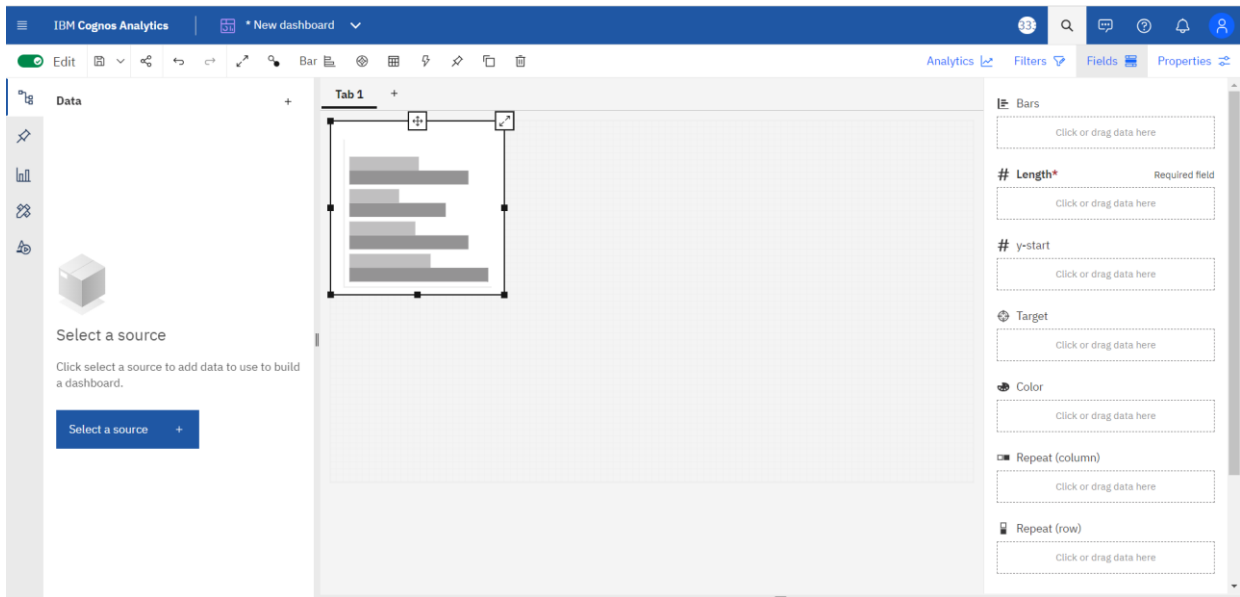 IBM Cognos Analytics
* New dashboard
Edit
Bar
Analytics
Filters
Fields
Properties
Data
+
Tab 1
+
Select a source
Click select a source to add data to use to build
a dashboard.
Select a source +
Bars
Click or drag data here
# Length*
Required field
Click or drag data here
# y-start
Click or drag data here
Target
Click or drag data here
Color
Click or drag data here
Repeat (column)
Click or drag data here
Repeat (row)
Click or drag data here